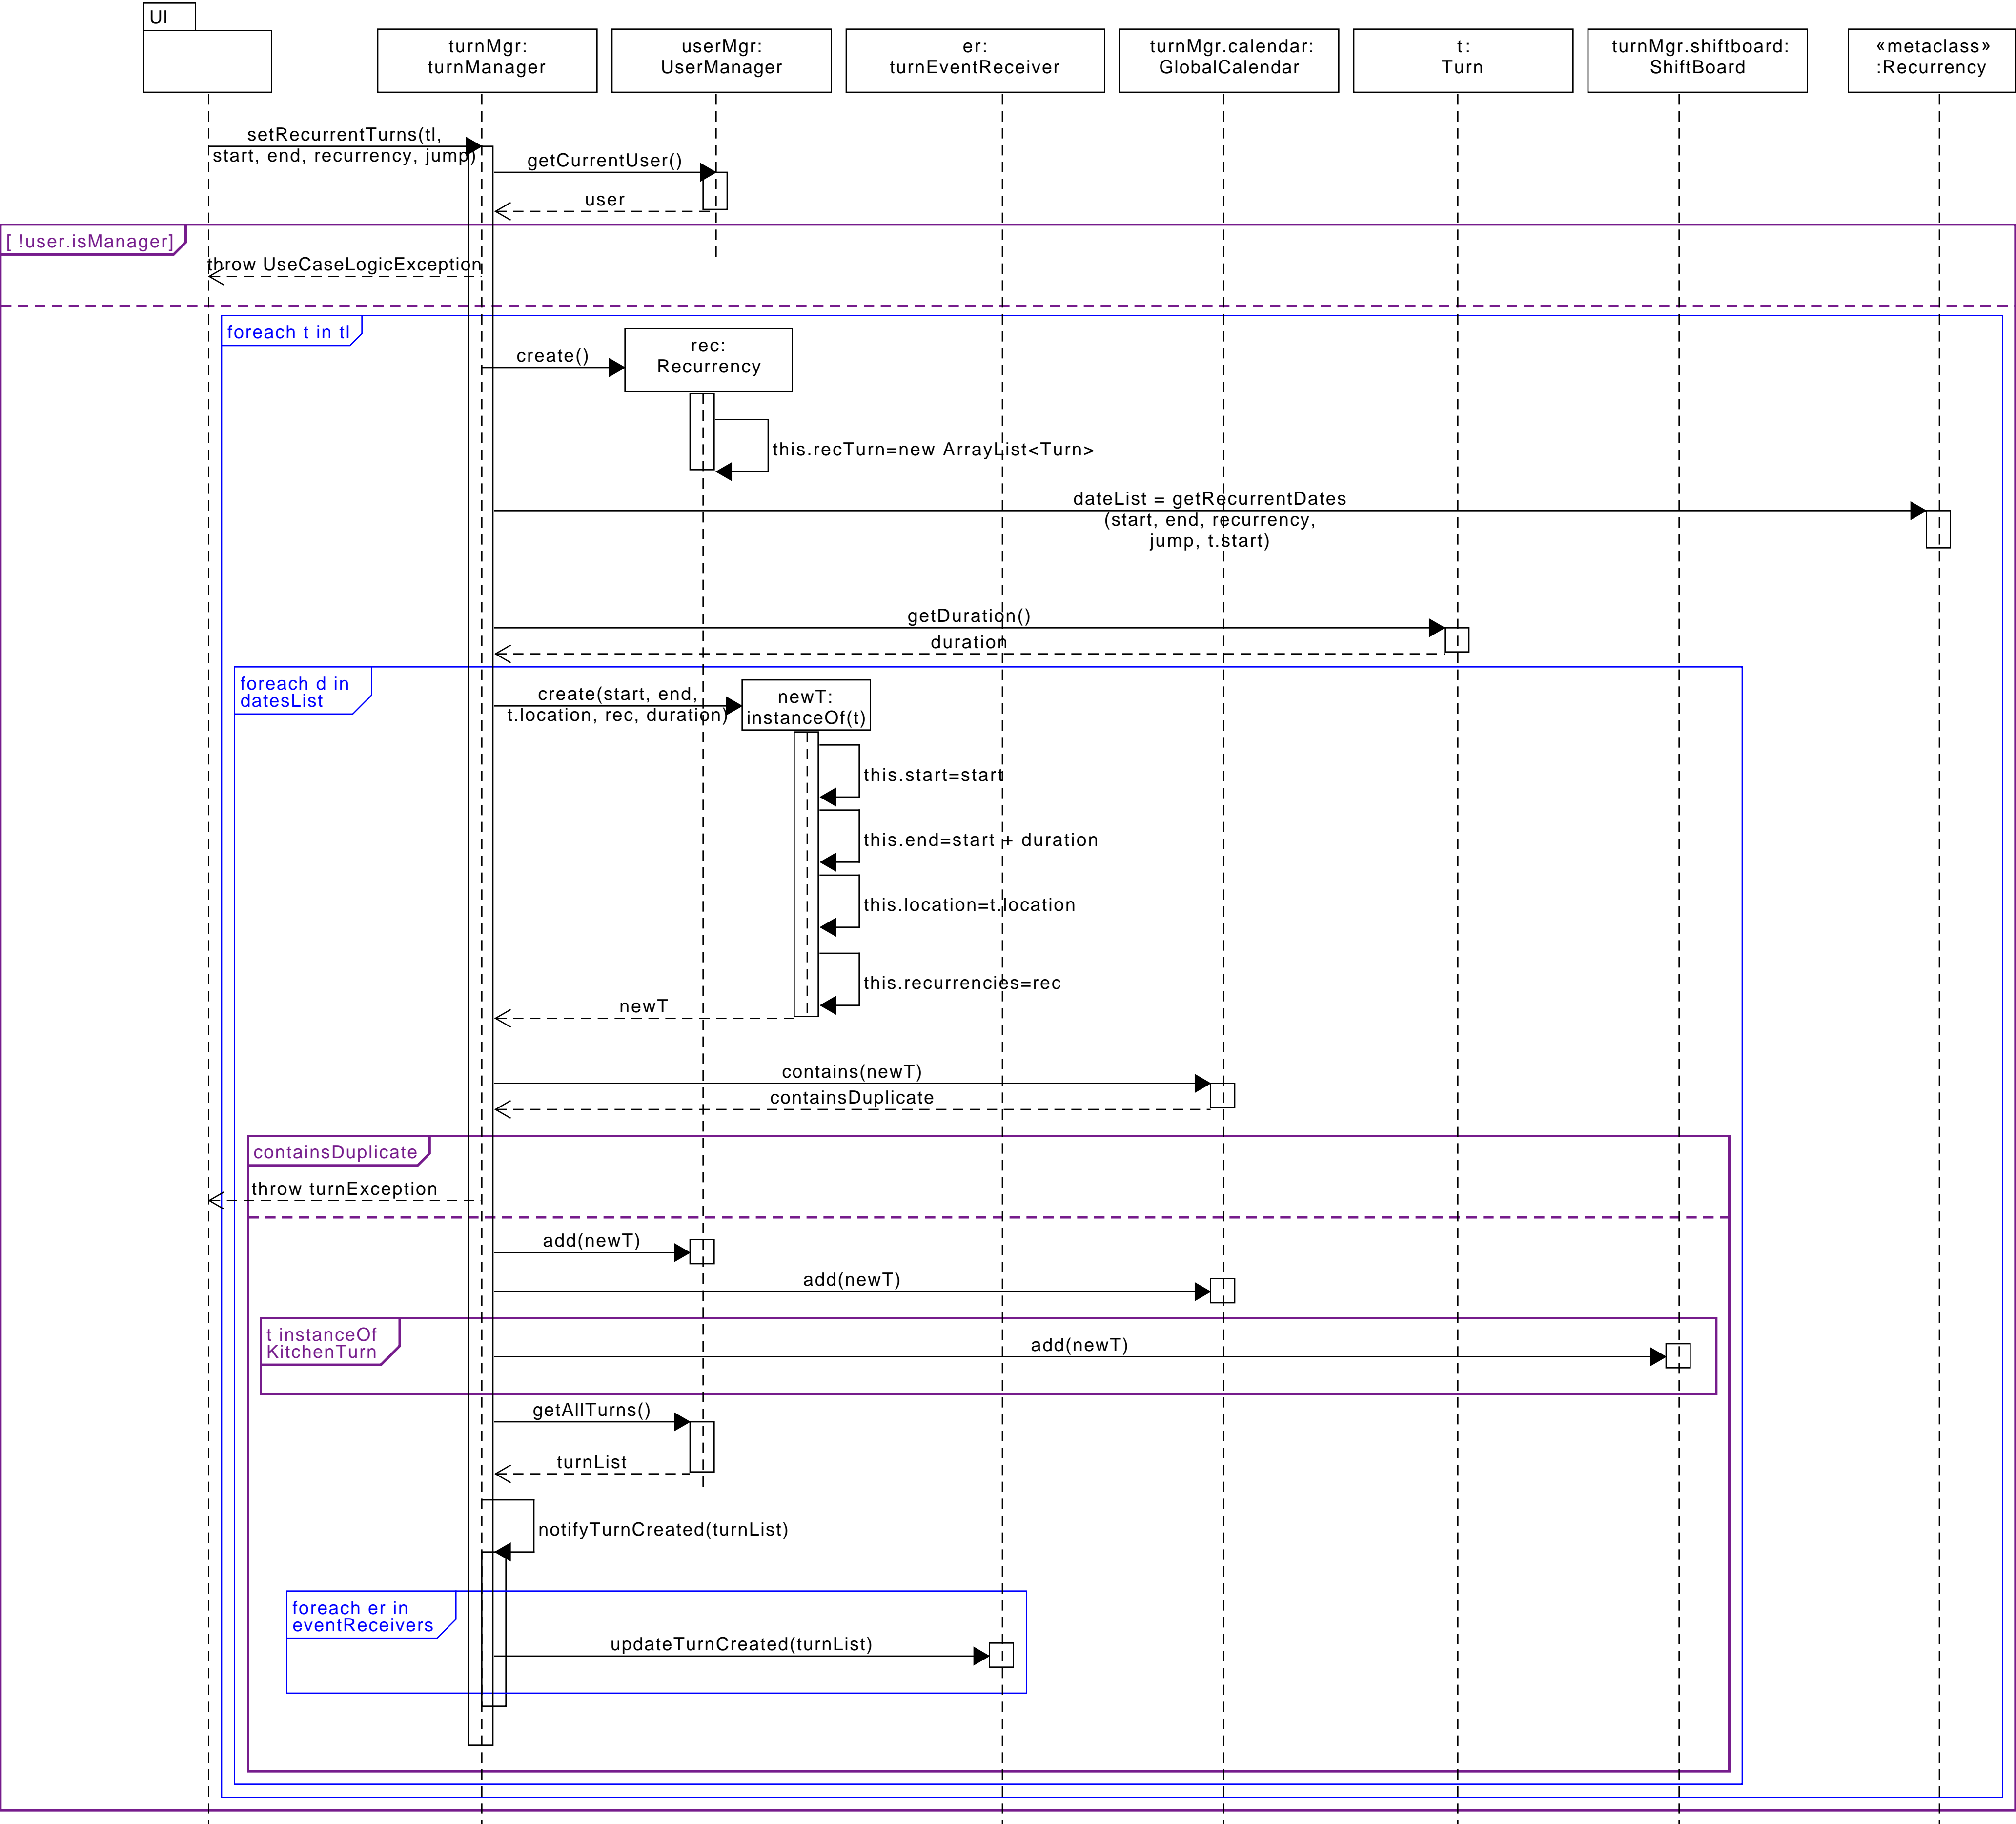 UI
turnMgr:
turnManager
userMgr:
UserManager
er:
turnEventReceiver
turnMgr.calendar:
GlobalCalendar
t:
Turn
turnMgr.shiftboard:
ShiftBoard
«metaclass»
:Recurrency
setRecurrentTurns(tl,
start, end, recurrency, jump)
getCurrentUser()
user
[ !user.isManager]
throw UseCaseLogicException
foreach t in tl
create()
rec:
Recurrency
this.recTurn=new ArrayList<Turn>
dateList = getRecurrentDates
(start, end, recurrency,
jump, t.start)
getDuration()
duration
foreach d in
datesList
create(start, end,
t.location, rec, duration)
newT:
instanceOf(t)
this.start=start
this.end=start + duration
this.location=t.location
this.recurrencies=rec
newT
contains(newT)
containsDuplicate
containsDuplicate
throw turnException
add(newT)
add(newT)
t instanceOf
KitchenTurn
add(newT)
getAllTurns()
turnList
notifyTurnCreated(turnList)
foreach er in
eventReceivers
updateTurnCreated(turnList)